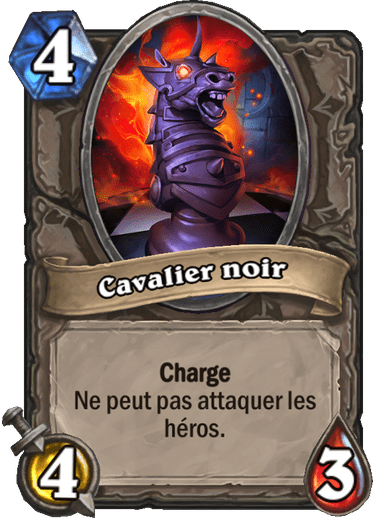 4
Cavalier noir
Charge
Ne peut pas attaquer les
héros.
4
3